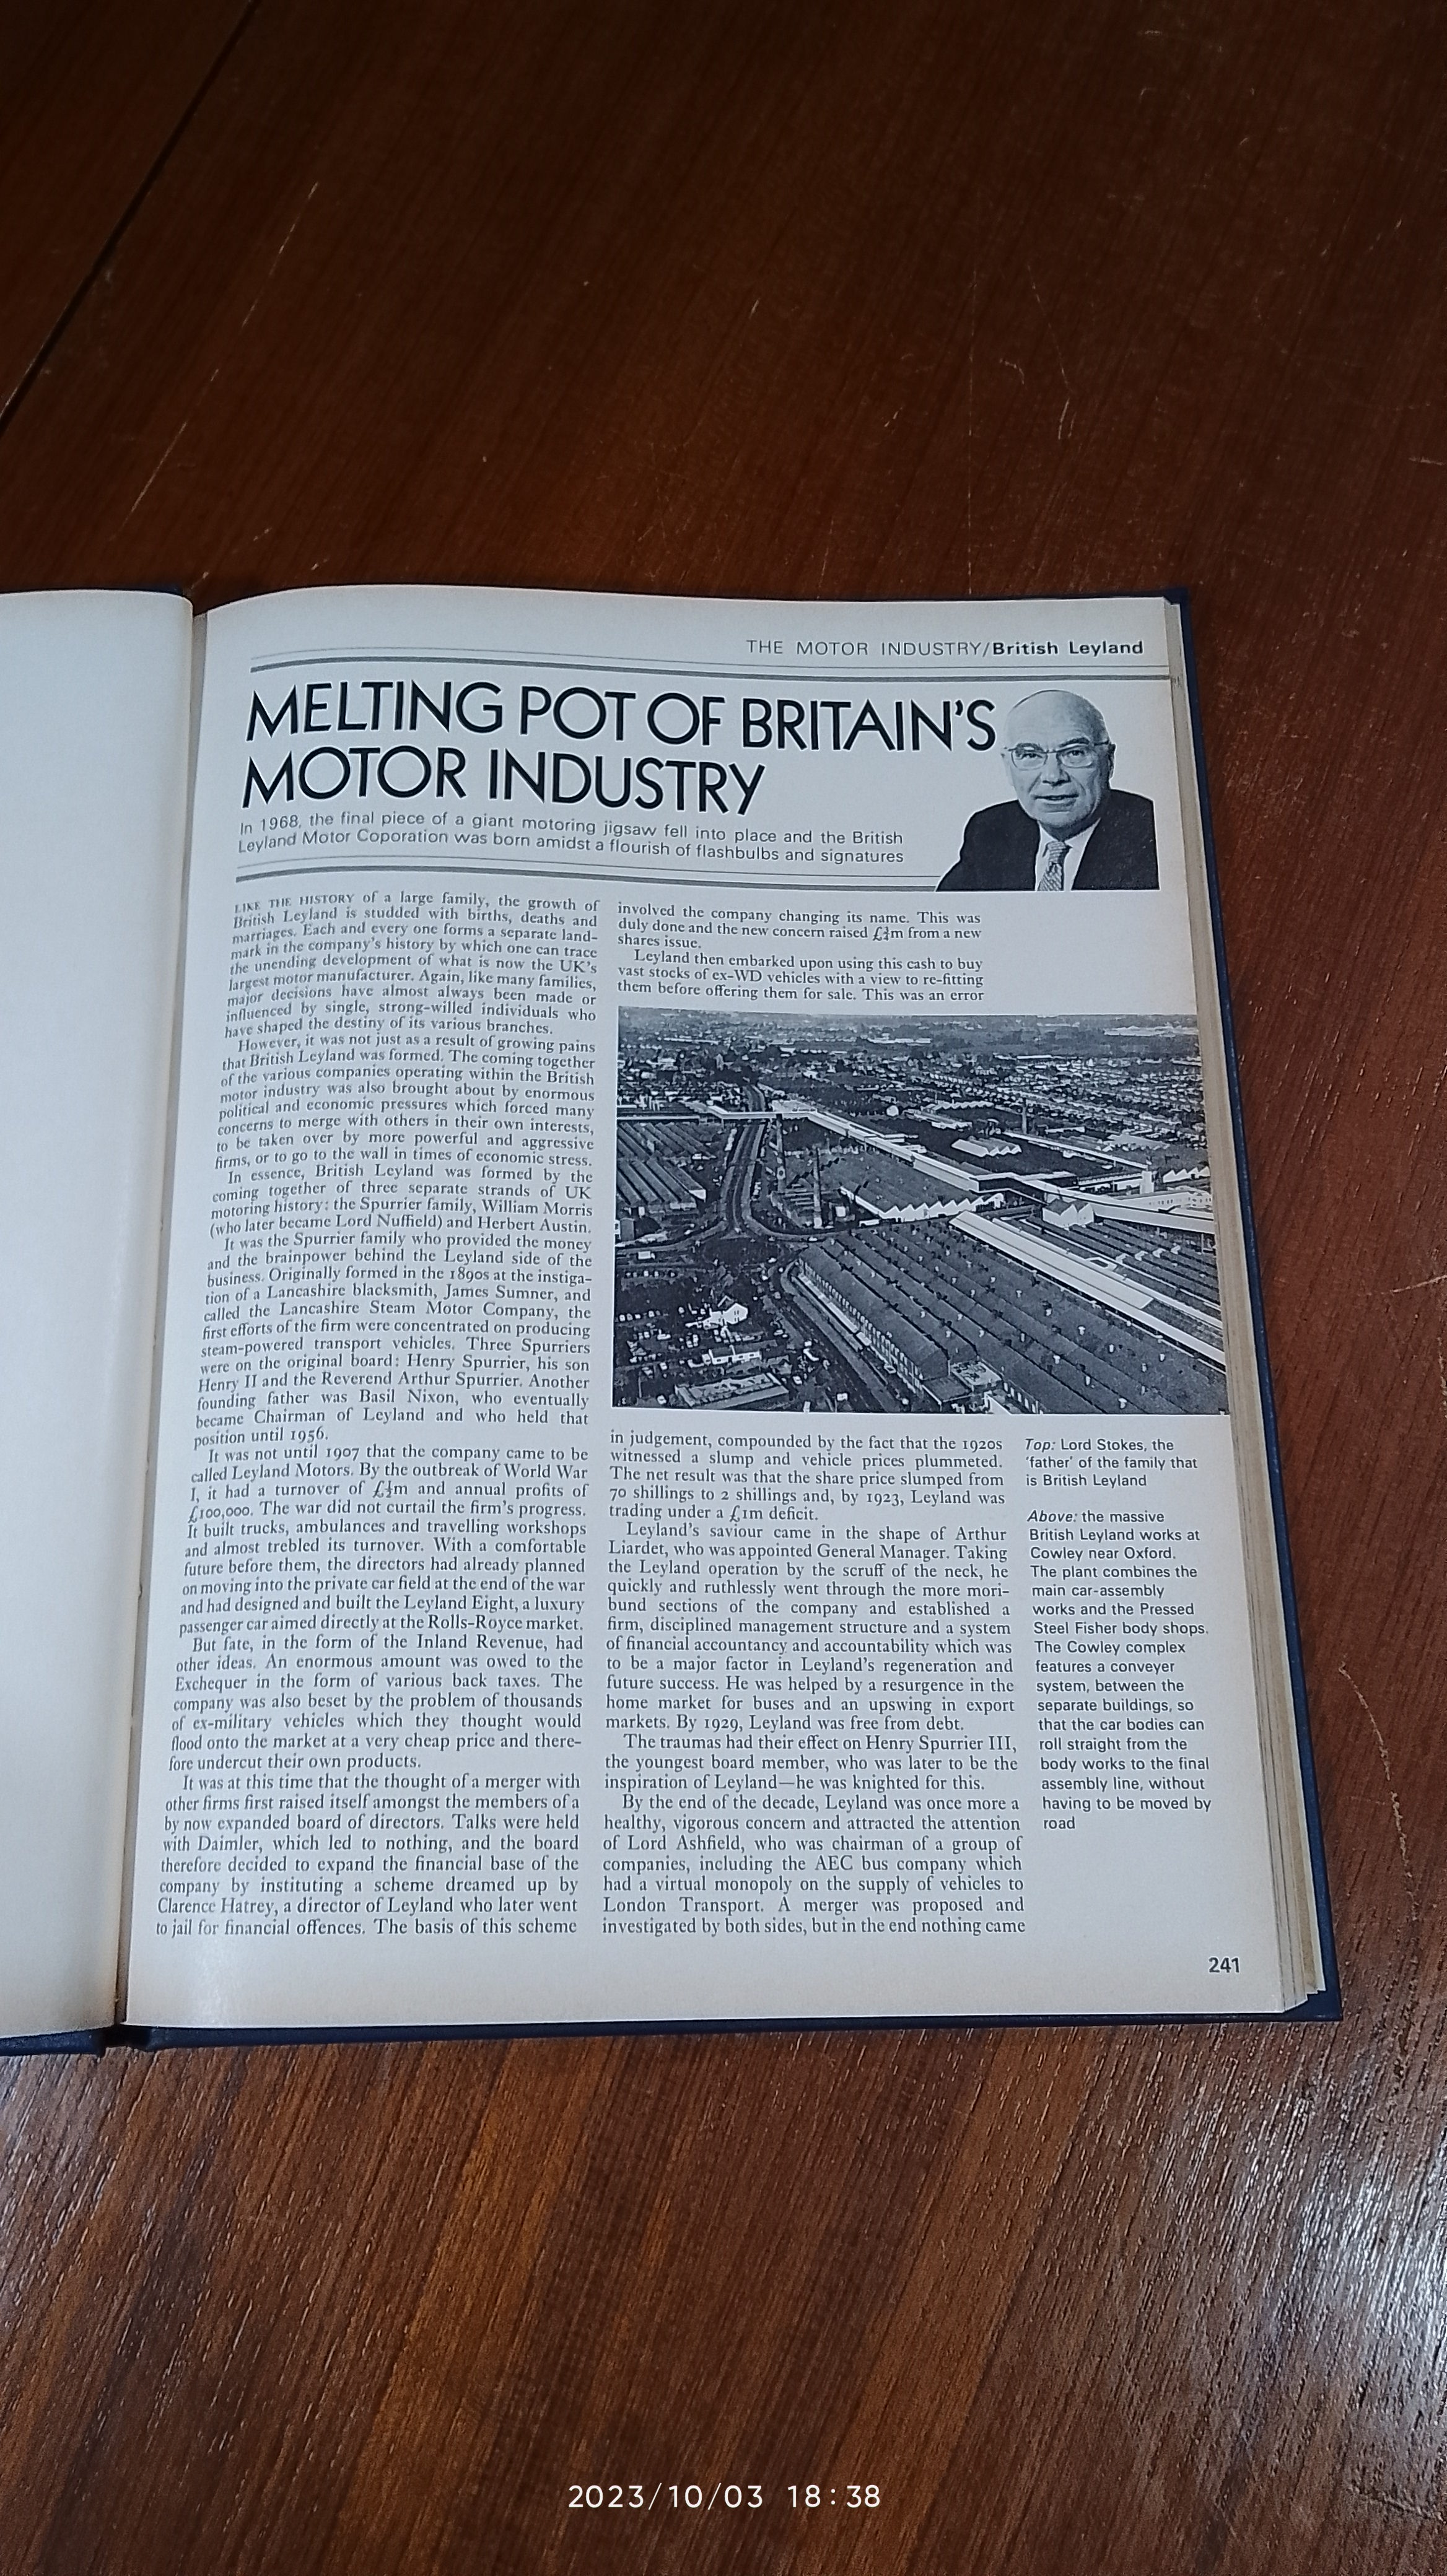 THE MOTOR INDUSTRY/British Leyland
MELTING POT OF BRITAIN'S
MOTOR INDUSTRY
In 1968, the final piece of a giant motoring jigsaw fell into place and the British
Leyland Motor Coporation was born amidst a flourish of flashbulbs and signatures
LIKE THE HISTORY of a large family, the growth of
British Leyland is studded with births, deaths and
marriages. Each and every one forms a separate land-
mark in the company's history by which one can trace
the unending development of what is now the UK's
largest motor manufacturer. Again, like many families,
major decisions have almost always been made or
influenced by single, strong-willed individuals who
have shaped the destiny of its various branches.
However, it was not just as a result of growing pains
that British Leyland was formed. The coming together
of the various companies operating within the British
motor industry was also brought about by enormous
political and economic pressures which forced many
concerns to merge with others in their own interests,
to be taken over by more powerful and aggressive
firms, or to go to the wall in times of economic stress.
In essence, British Leyland was formed by the
coming together of three separate strands of UK
motoring history: the Spurrier family, William Morris
(who later became Lord Nuffield) and Herbert Austin.
It was the Spurrier family who provided the money
and the brainpower behind the Leyland side of the
business. Originally formed in the 1890s at the instiga-
tion of a Lancashire blacksmith, James Sumner, and
called the Lancashire Steam Motor Company, the
first efforts of the firm were concentrated on producing
steam-powered transport vehicles. Three Spurriers
were on the original board: Henry Spurrier, his son
Henry II and the Reverend Arthur Spurrier. Another
founding father was Basil Nixon, who eventually
became Chairman of Leyland and who held that
position until 1956.
It was not until 1907 that the company came to be
called Leyland Motors. By the outbreak of World War
I, it had a turnover of £½m and annual profits of
£100,000. The war did not curtail the firm's progress.
It built trucks, ambulances and travelling workshops
and almost trebled its turnover. With a comfortable
future before them, the directors had already planned
on moving into the private car field at the end of the war
and had designed and built the Leyland Eight, a luxury
passenger car aimed directly at the Rolls-Royce market.
But fate, in the form of the Inland Revenue, had
other ideas. An enormous amount was owed to the
Exchequer in the form of various back taxes. The
company was also beset by the problem of thousands
of ex-military vehicles which they thought would
flood onto the market at a very cheap price and there-
fore undercut their own products.
It was at this time that the thought of a merger with
other firms first raised itself amongst the members of a
by now expanded board of directors. Talks were held
with Daimler, which led to nothing, and the board
therefore decided to expand the financial base of the
company by instituting a scheme dreamed up by
Clarence Hatrey, a director of Leyland who later went
to jail for financial offences. The basis of this scheme
involved the company changing its name. This was
duly done and the new concern raised from a new
shares issue.
Leyland then embarked upon using this cash to buy
vast stocks of ex-WD vehicles with a view to re-fitting
them before offering them for sale. This was an error
in judgement, compounded by the fact that the 1920s
witnessed a slump and vehicle prices plummeted.
The net result was that the share price slumped from
70 shillings to 2 shillings and, by 1923, Leyland was
trading under a £1m deficit.
Leyland's saviour came in the shape of Arthur
Liardet, who was appointed General Manager. Taking
the Leyland operation by the scruff of the neck, he
quickly and ruthlessly went through the more mori-
bund sections of the company and established a
firm, disciplined management structure and a system
of financial accountancy and accountability which was
to be a major factor in Leyland's regeneration and
future success. He was helped by a resurgence in the
home market for buses and an upswing in export
markets. By 1929, Leyland was free from debt.
The traumas had their effect on Henry Spurrier III,
the youngest board member, who was later to be the
inspiration of Leyland—he was knighted for this.
By the end of the decade, Leyland was once more a
healthy, vigorous concern and attracted the attention
of Lord Ashfield, who was chairman of a group of
companies, including the AEC bus company which
had a virtual monopoly on the supply of vehicles to
London Transport. A merger was proposed and
investigated by both sides, but in the end nothing came
Top: Lord Stokes, the
'father' of the family that
is British Leyland
Above: the massive
British Leyland works at
Cowley near Oxford.
The plant combines the
main car-assembly
works and the Pressed
Steel Fisher body shops.
The Cowley complex
features a conveyer
system, between the
separate buildings, so
that the car bodies can
roll straight from the
body works to the final
assembly line, without
having to be moved by
road
241
2023/10/03 18:38